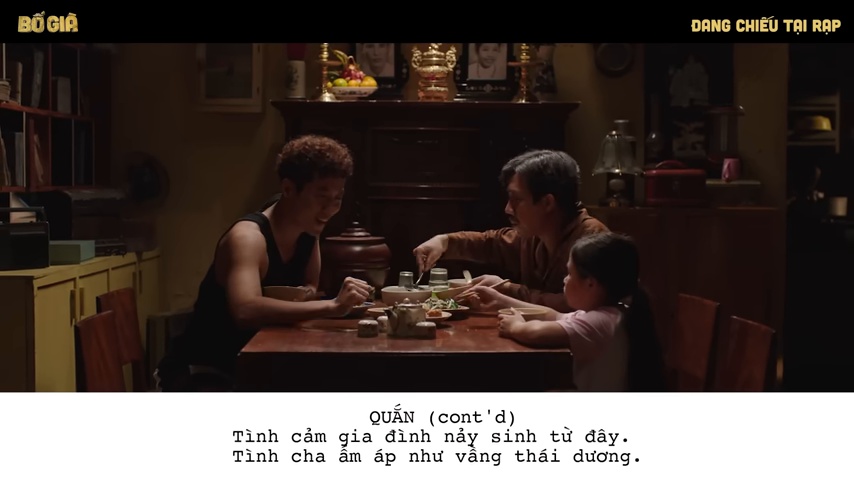 BỐ GIÀ
ĐANG CHIẾU TẠI RẠP
QUẮN (cont'd)
Tình cảm gia đình nảy sinh từ đây.
Tình cha ấm áp như vầng thái dương.